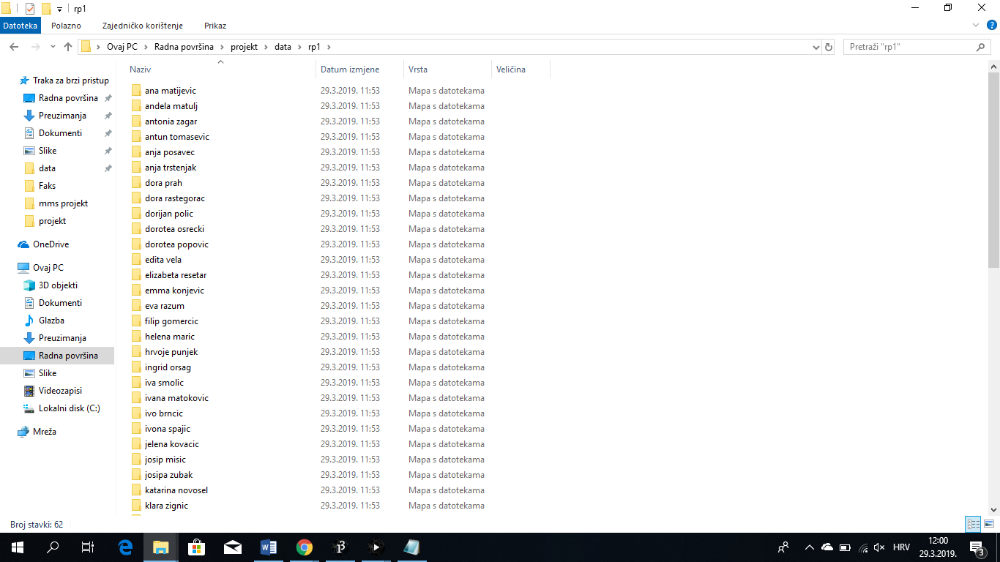 rp1
Datoteka Polazno Zajedničko korištenje Prikaz
Ovaj PC Radna površina projekt data rp1
Pretraži "rp1"
Traka za brzi pristup
Radna površina
Preuzimanja
Dokumenti
Slike
data
Faks
mms projekt
projekt
OneDrive
Ovaj PC
3D objekti
Dokumenti
Glazba
Preuzimanja
Radna površina
Slike
Videozapisi
Lokalni disk (C:)
Mreža
Naziv Datum izmjene Vrsta Veličina
ana matijevic 29.3.2019. 11:53 Mapa s datotekama
andela matulj 29.3.2019. 11:53 Mapa s datotekama
antonia zagar 29.3.2019. 11:53 Mapa s datotekama
antun tomasevic 29.3.2019. 11:53 Mapa s datotekama
anja posavec 29.3.2019. 11:53 Mapa s datotekama
anja trstenjak 29.3.2019. 11:53 Mapa s datotekama
dora prah 29.3.2019. 11:53 Mapa s datotekama
dora rastegorac 29.3.2019. 11:53 Mapa s datotekama
dorijan polic 29.3.2019. 11:53 Mapa s datotekama
dorotea osrecki 29.3.2019. 11:53 Mapa s datotekama
dorotea popovic 29.3.2019. 11:53 Mapa s datotekama
edita vela 29.3.2019. 11:53 Mapa s datotekama
elizabeta resetar 29.3.2019. 11:53 Mapa s datotekama
emma konjevic 29.3.2019. 11:53 Mapa s datotekama
eva razum 29.3.2019. 11:53 Mapa s datotekama
filip gomercic 29.3.2019. 11:53 Mapa s datotekama
helena maric 29.3.2019. 11:53 Mapa s datotekama
hrvoje punjek 29.3.2019. 11:53 Mapa s datotekama
ingrid orsag 29.3.2019. 11:53 Mapa s datotekama
iva smolic 29.3.2019. 11:53 Mapa s datotekama
ivana matokovic 29.3.2019. 11:53 Mapa s datotekama
ivo brncic 29.3.2019. 11:53 Mapa s datotekama
ivona spajic 29.3.2019. 11:53 Mapa s datotekama
jelena kovacic 29.3.2019. 11:53 Mapa s datotekama
josip misic 29.3.2019. 11:53 Mapa s datotekama
josipa zubak 29.3.2019. 11:53 Mapa s datotekama
katarina novosel 29.3.2019. 11:53 Mapa s datotekama
klara zignic 29.3.2019. 11:53 Mapa s datotekama
Broj stavki: 62
HRV
12:00
29.3.2019.
3